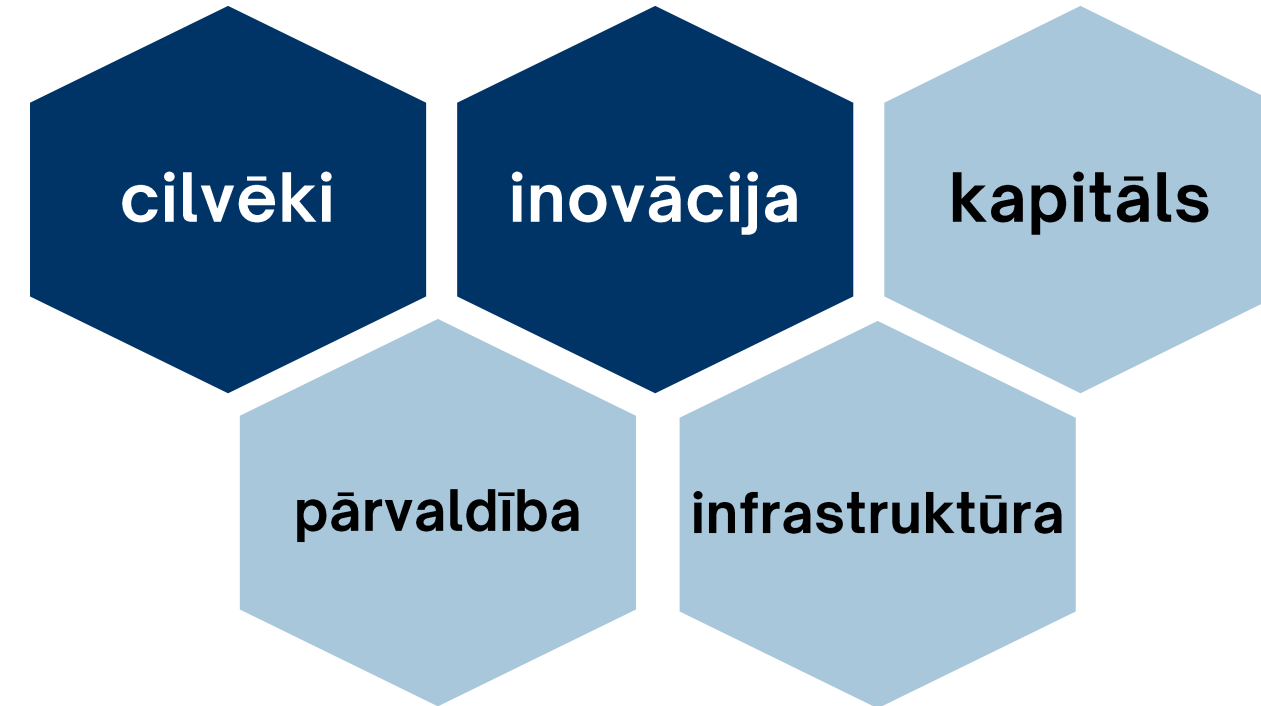 cilvēki
inovācija
kapitāls
pārvaldība
infrastruktūra